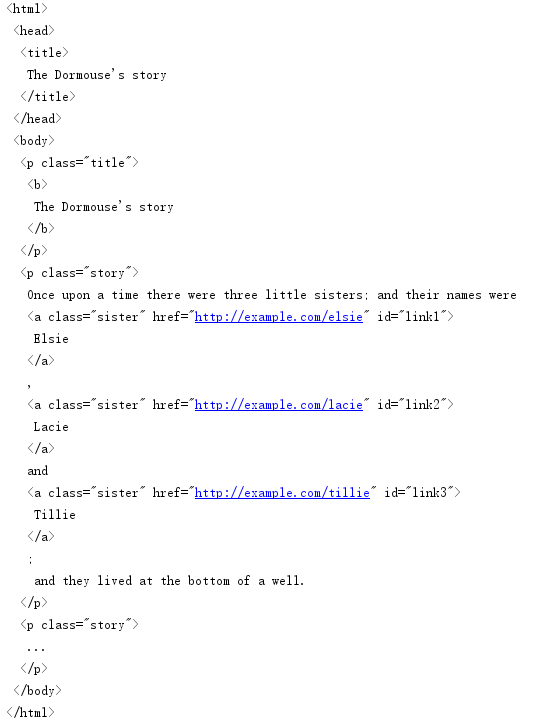 <html>
 <head>
  <title>
   The Dormouse's story
  </title>
 </head>
 <body>
  <p class="title">
   <b>
    The Dormouse's story
   </b>
  </p>
  <p class="story">
   Once upon a time there were three little sisters; and their names were
   <a class="sister" href="http://example.com/elsie" id="link1">
    Elsie
   </a>
   ,
   <a class="sister" href="http://example.com/lacie" id="link2">
    Lacie
   </a>
   and
   <a class="sister" href="http://example.com/tillie" id="link3">
    Tillie
   </a>
   ;
    and they lived at the bottom of a well.
  </p>
  <p class="story">
   ...
  </p>
 </body>
</html>